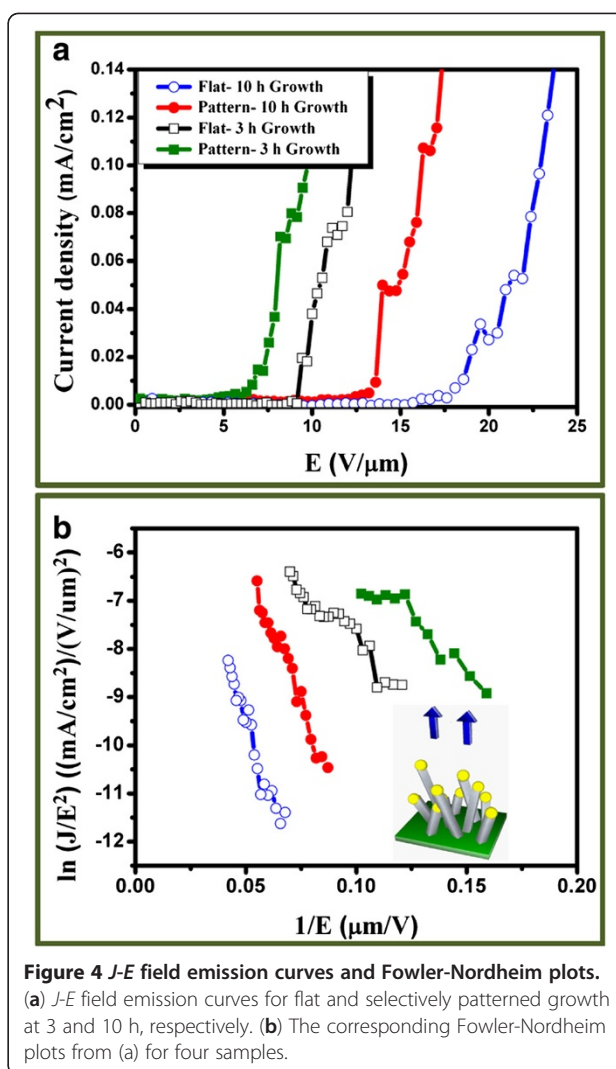 a
0.14
0.12
0.10
0.08
0.06
0.04
0.02
0.00
Current density (mA/cm²)
Flat- 10 h Growth
Pattern- 10 h Growth
Flat- 3 h Growth
Pattern- 3 h Growth
0 5 10 15 20 25
E (V/μm)
b
-6
-7
-8
-9
-10
-11
-12
ln (J/E²) ((mA/cm²)/(V/um)²)
0.00 0.05 0.10 0.15 0.20
1/E (μm/V)
Figure 4 J-E field emission curves and Fowler-Nordheim plots.
(a) J-E field emission curves for flat and selectively patterned growth
at 3 and 10 h, respectively. (b) The corresponding Fowler-Nordheim
plots from (a) for four samples.